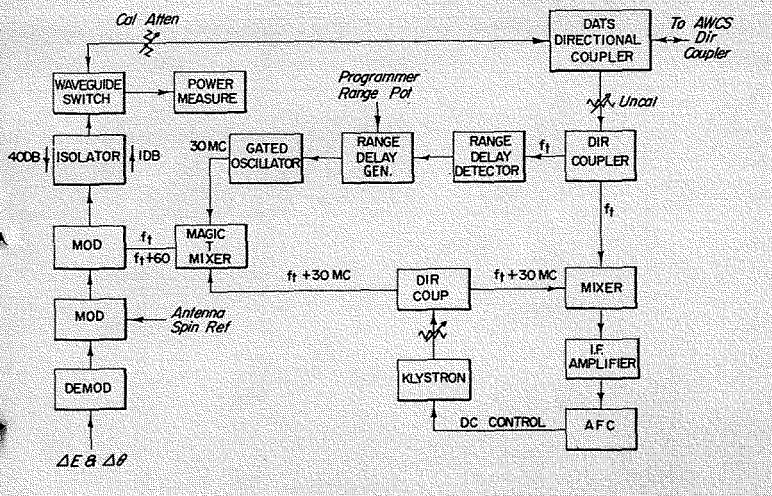 Cal Atten
DATS
DIRECTIONAL
COUPLER
To AWCS
Dir
Coupler
WAVEGUIDE
SWITCH
POWER
MEASURE
Programmer
Range Pot
Uncal
40DB
ISOLATOR
1DB
30MC
GATED
OSCILLATOR
RANGE
DELAY
GEN.
RANGE
DELAY
DETECTOR
ft
DIR
COUPLER
ft
MOD
ft
ft+60
MAGIC
T
MIXER
ft +30 MC
DIR
COUP
ft +30 MC
MIXER
MOD
Antenna
Spin Ref
I.F.
AMPLIFIER
DEMOD
KLYSTRON
DC CONTROL
AFC
ΔE & Δθ